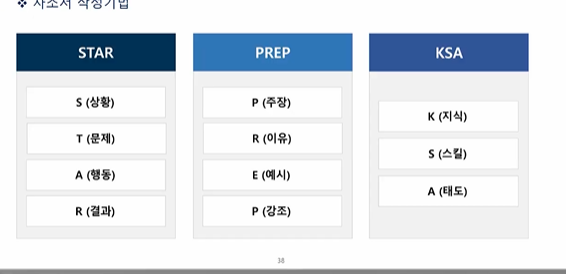 ❖ 자소서 작성기법
STAR
S (상황)
T (문제)
A (행동)
R (결과)
PREP
P (주장)
R (이유)
E (예시)
P (강조)
KSA
K (지식)
S (스킬)
A (태도)
38